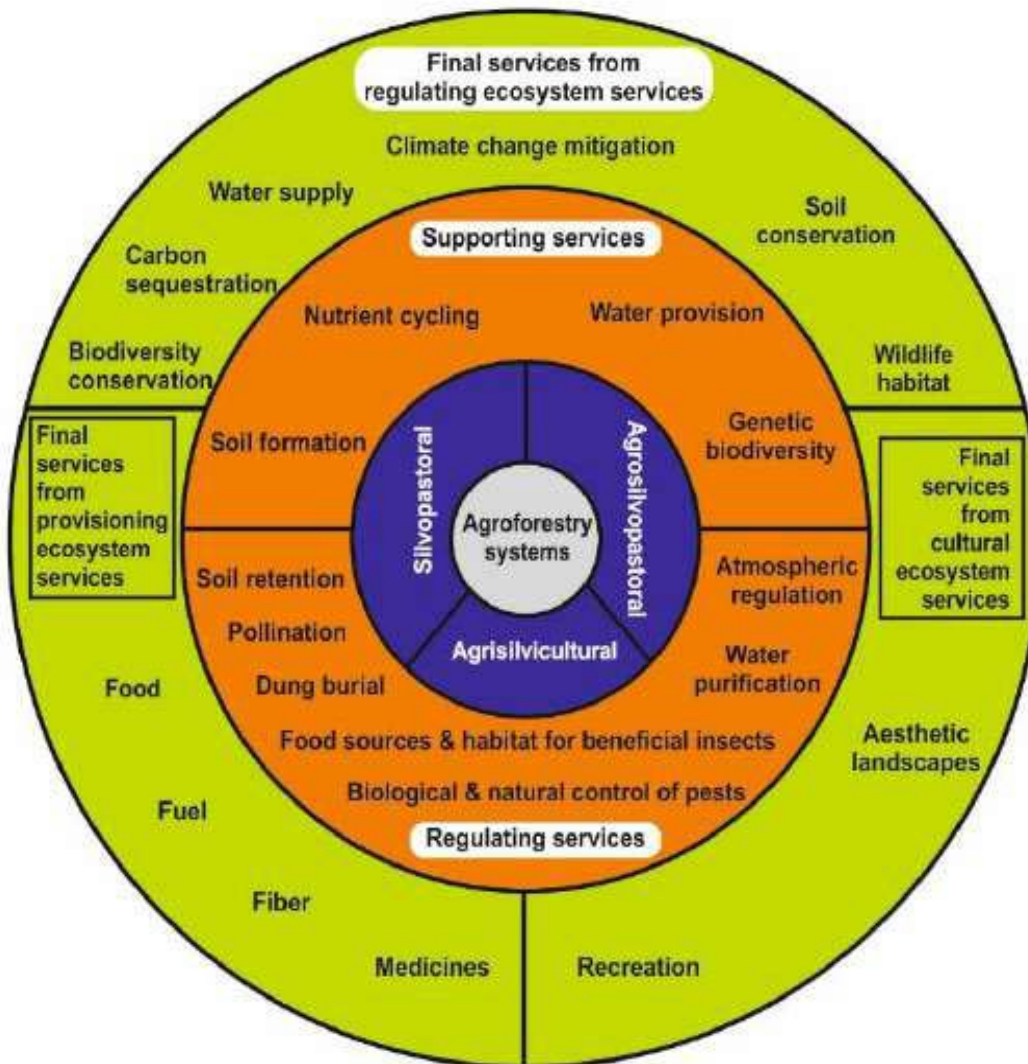 Final services from
regulating ecosystem services
Climate change mitigation
Water supply
Soil
conservation
Carbon
sequestration
Biodiversity
conservation
Wildlife
habitat
Supporting services
Nutrient cycling
Water provision
Soil formation
Genetic
biodiversity
Final
services
from
provisioning
ecosystem
services
Final
services
from
cultural
ecosystem
services
Silvopastoral
Agrosilvopastoral
Agroforestry
systems
Agrisilvicultural
Soil retention
Atmospheric
regulation
Pollination
Water
purification
Dung burial
Food sources & habitat for beneficial insects
Biological & natural control of pests
Regulating services
Food
Aesthetic
landscapes
Fuel
Fiber
Medicines
Recreation